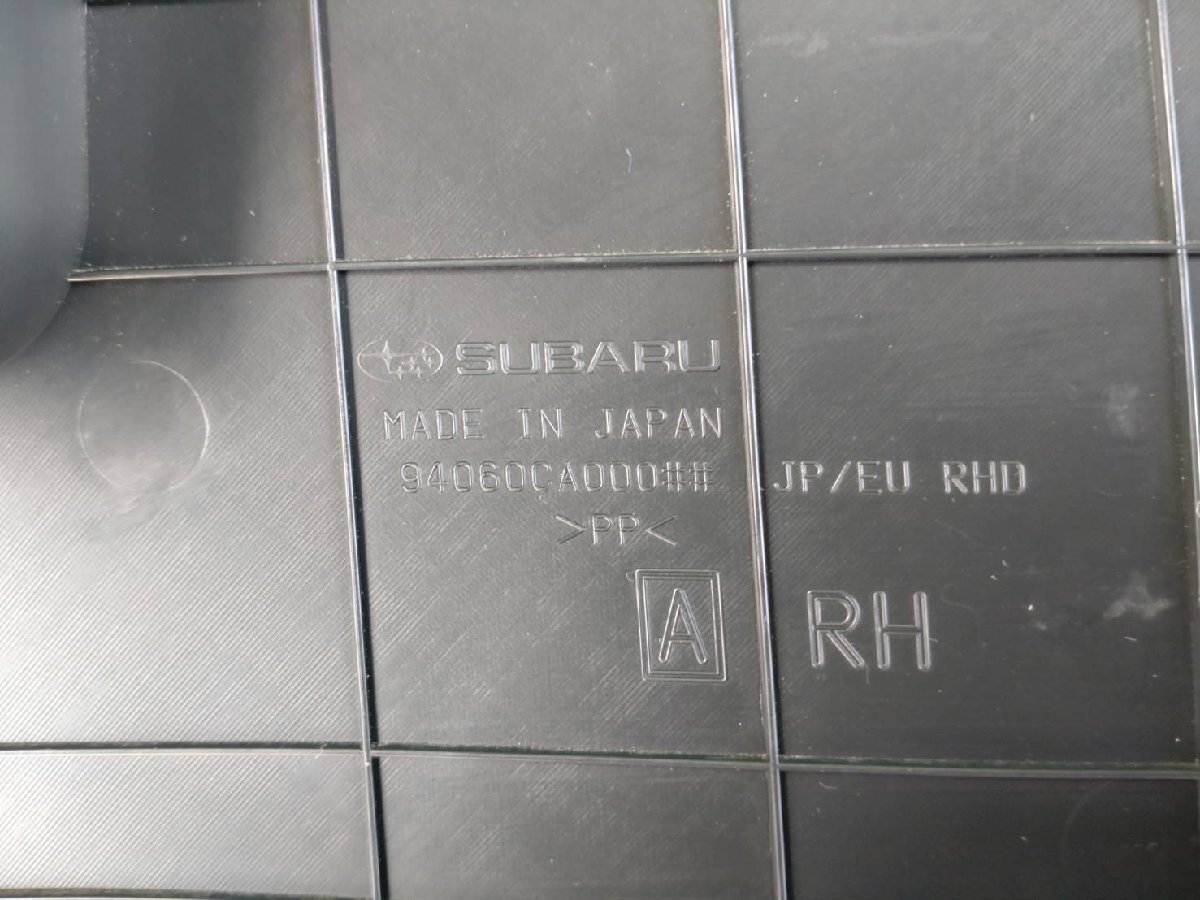 SUBARU
MADE IN JAPAN
94060CA000## JP/EU RHD
>PP<
A RH